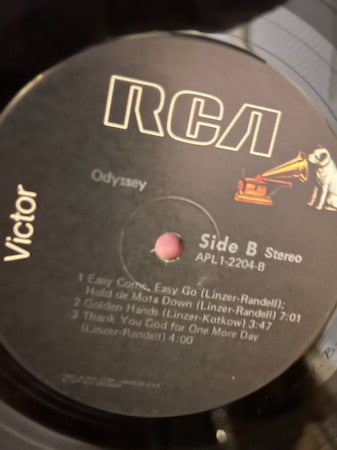 RCA
Victor
Odyssey
Side B Stereo
APL1-2204-B
1 Easy Come, Easy Go (Linzer-Randell);
Hold de Mota Down (Linzer-Randell) 7:01
2 Golden Hands (Linzer-Kotkow) 3:47
3 Thank You God for One More Day
(Linzer-Randell) 4:00